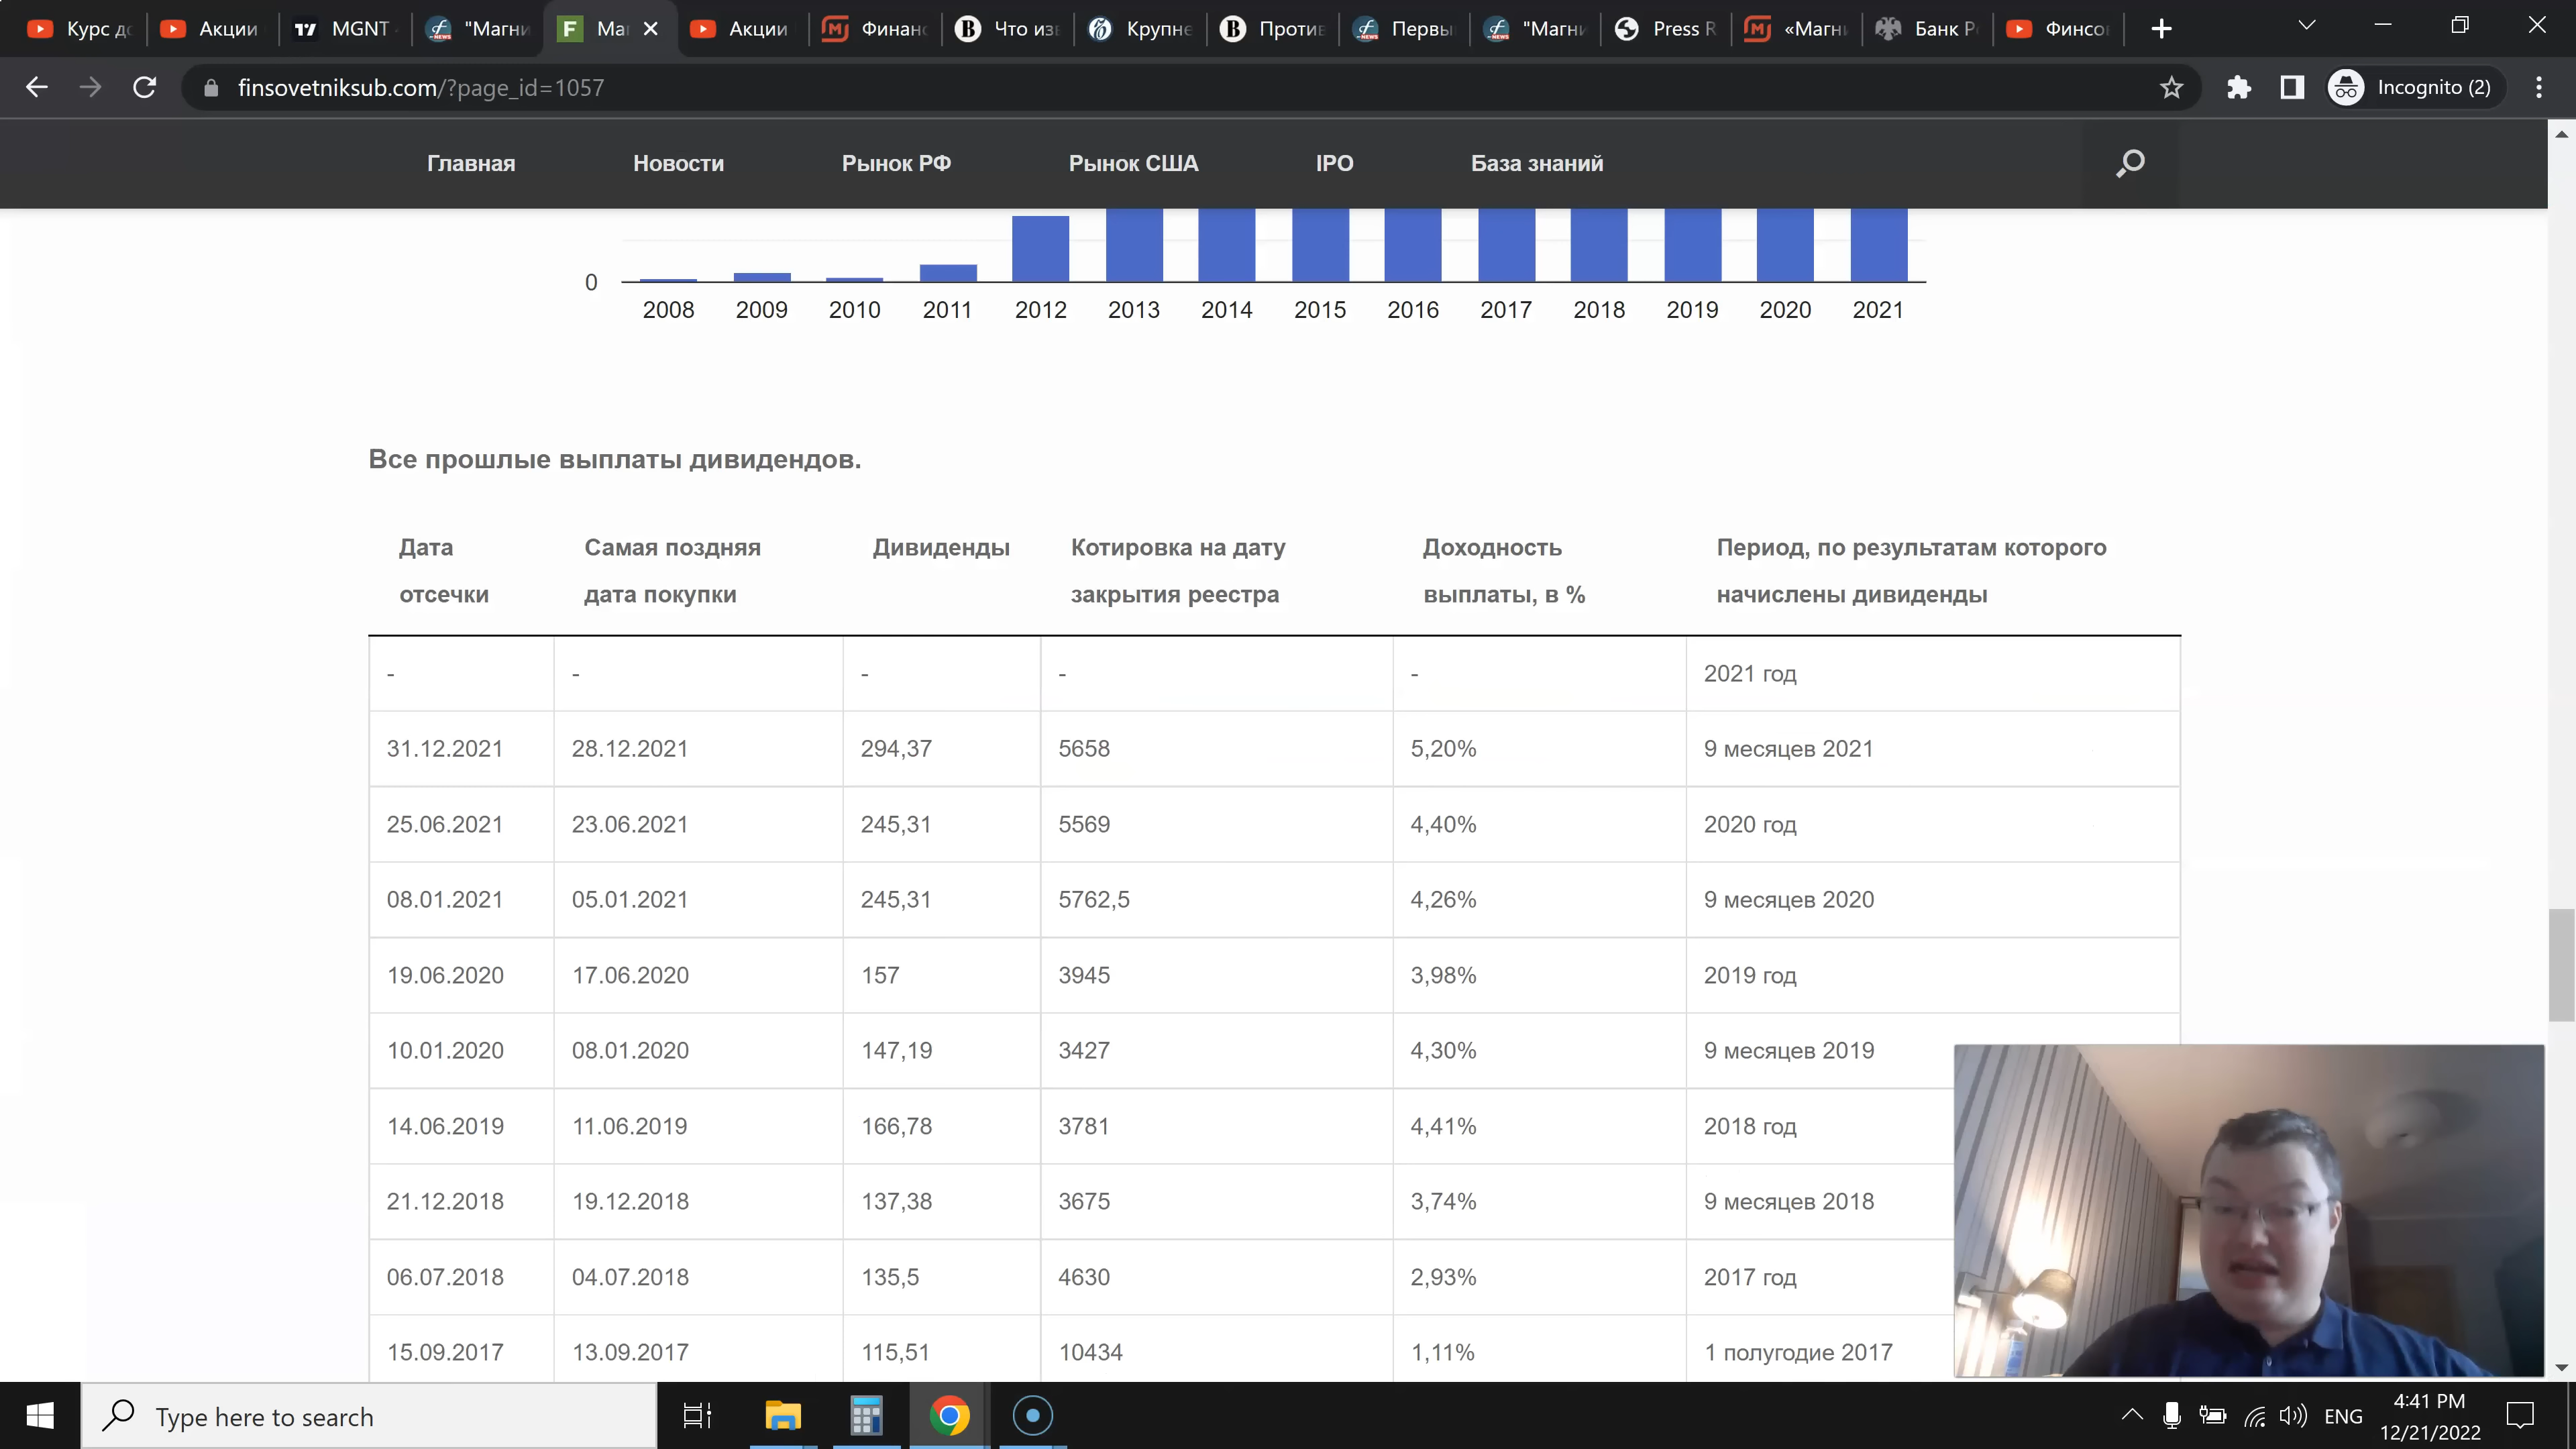 Курс до
Акции
MGNT
"Магни
Маг
Акции
Финанс
Что изв
Крупне
Против
Первы
"Магни
Press R
«Магни
Банк Р
Финсо
finsovetniksub.com/?page_id=1057
Incognito (2)
Главная Новости Рынок РФ Рынок США IPO База знаний
0
2008 2009 2010 2011 2012 2013 2014 2015 2016 2017 2018 2019 2020 2021
Все прошлые выплаты дивидендов.
Дата отсечки Самая поздняя дата покупки Дивиденды Котировка на дату закрытия реестра Доходность выплаты, в % Период, по результатам которого начислены дивиденды
- - - - - 2021 год
31.12.2021 28.12.2021 294,37 5658 5,20% 9 месяцев 2021
25.06.2021 23.06.2021 245,31 5569 4,40% 2020 год
08.01.2021 05.01.2021 245,31 5762,5 4,26% 9 месяцев 2020
19.06.2020 17.06.2020 157 3945 3,98% 2019 год
10.01.2020 08.01.2020 147,19 3427 4,30% 9 месяцев 2019
14.06.2019 11.06.2019 166,78 3781 4,41% 2018 год
21.12.2018 19.12.2018 137,38 3675 3,74% 9 месяцев 2018
06.07.2018 04.07.2018 135,5 4630 2,93% 2017 год
15.09.2017 13.09.2017 115,51 10434 1,11% 1 полугодие 2017
Type here to search
ENG
4:41 PM
12/21/2022